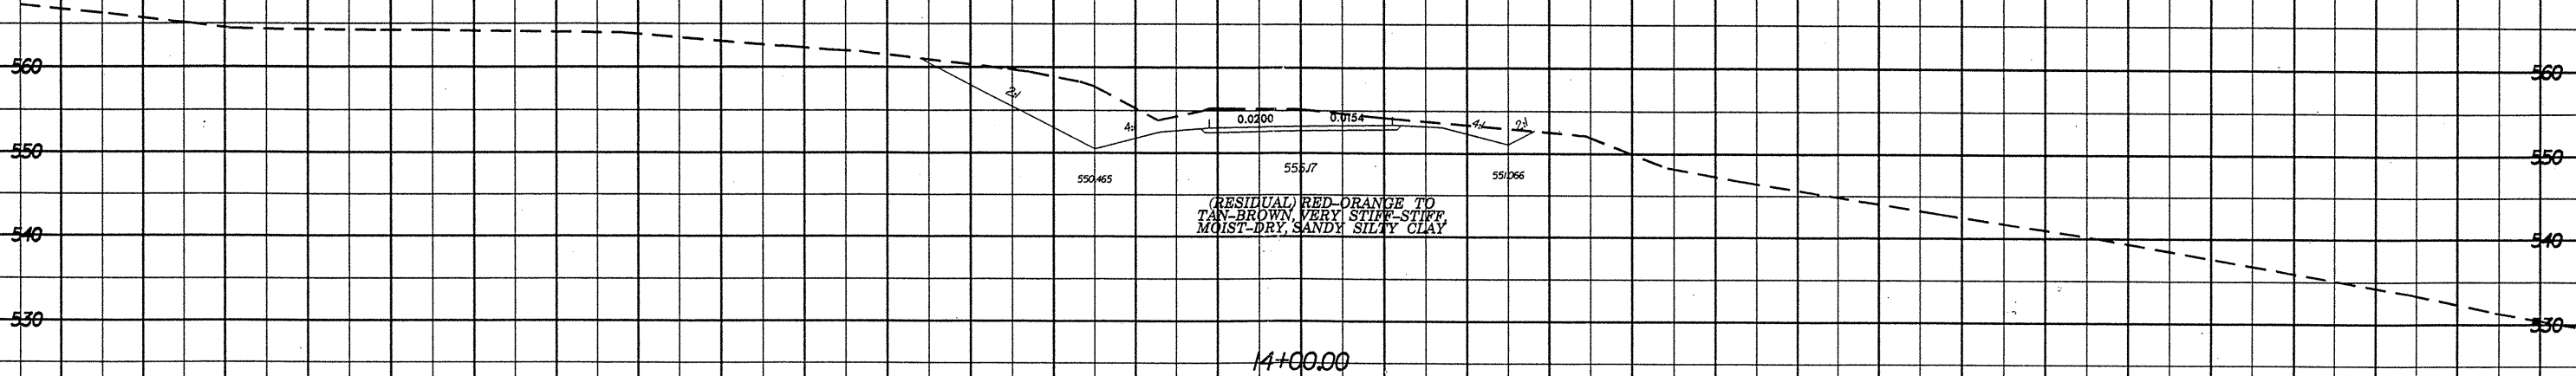 560 560
2:1
0.0200 0.0154
4: 4:1 2:1
550 550
550.465 555.17 551.066
(RESIDUAL) RED-ORANGE TO
TAN-BROWN, VERY STIFF-STIFF,
MOIST-DRY, SANDY SILTY CLAY
540 540
530 530
14+00.00